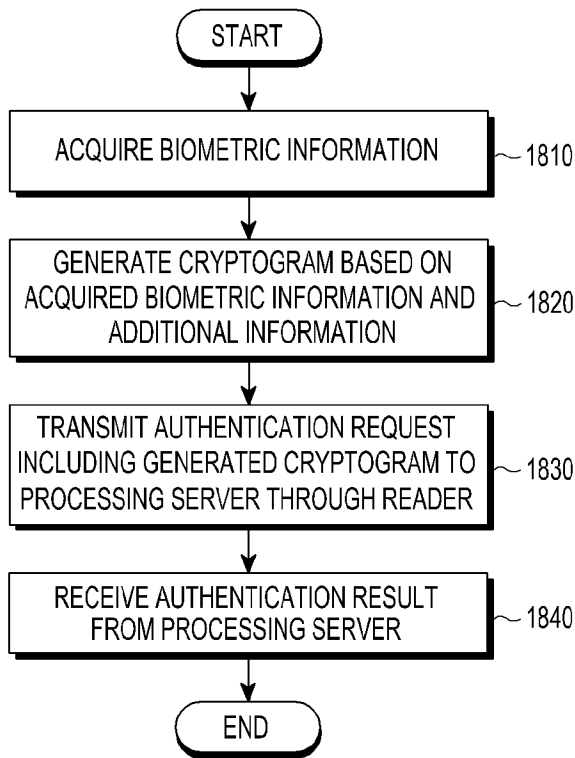 START
ACQUIRE BIOMETRIC INFORMATION
1810
GENERATE CRYPTOGRAM BASED ON
ACQUIRED BIOMETRIC INFORMATION AND
ADDITIONAL INFORMATION
1820
TRANSMIT AUTHENTICATION REQUEST
INCLUDING GENERATED CRYPTOGRAM TO
PROCESSING SERVER THROUGH READER
1830
RECEIVE AUTHENTICATION RESULT
FROM PROCESSING SERVER
1840
END